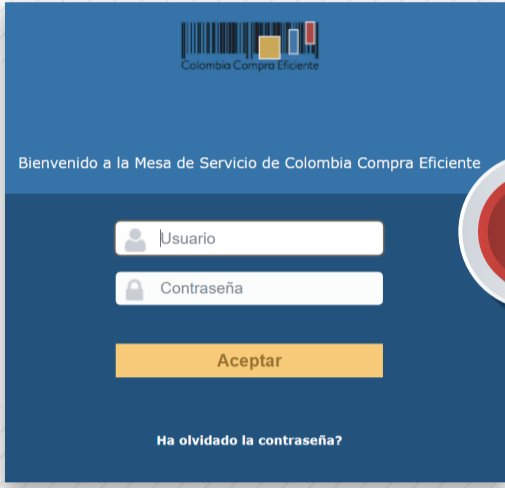 Colombia Compra Eficiente
Bienvenido a la Mesa de Servicio de Colombia Compra Eficiente
Usuario
Contraseña
Aceptar
Ha olvidado la contraseña?